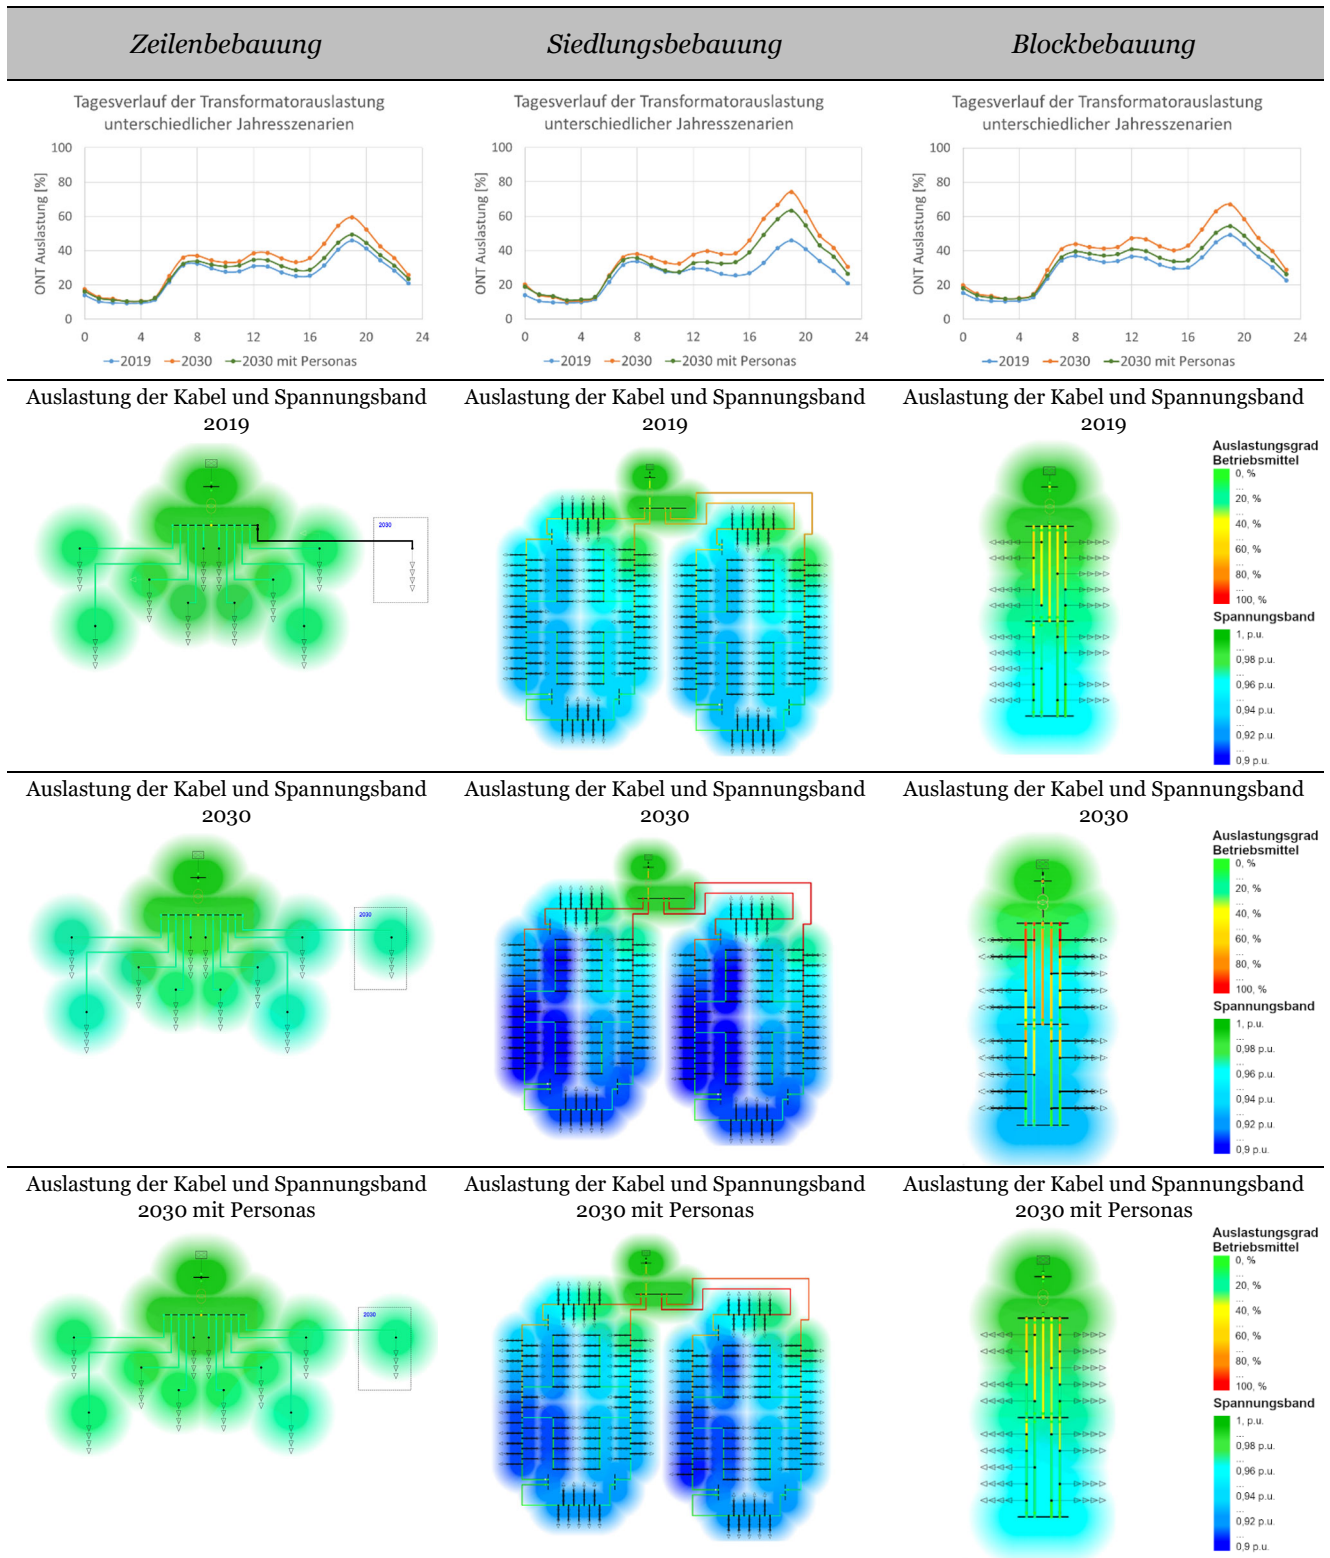 Zeilenbebauung
Siedlungsbebauung
Blockbebauung
Tagesverlauf der Transformatorauslastung
unterschiedlicher Jahresszenarien
ONT Auslastung [%]
100
80
60
40
20
0
0 4 8 12 16 20 24
2019 2030 2030 mit Personas
Tagesverlauf der Transformatorauslastung
unterschiedlicher Jahresszenarien
ONT Auslastung [%]
100
80
60
40
20
0
0 4 8 12 16 20 24
2019 2030 2030 mit Personas
Tagesverlauf der Transformatorauslastung
unterschiedlicher Jahresszenarien
ONT Auslastung [%]
100
80
60
40
20
0
0 4 8 12 16 20 24
2019 2030 2030 mit Personas
Auslastung der Kabel und Spannungsband
2019
Auslastung der Kabel und Spannungsband
2019
Auslastung der Kabel und Spannungsband
2019
2030
Auslastungsgrad
Betriebsmittel
0, %
...
20, %
...
40, %
...
60, %
...
80, %
...
100, %
Spannungsband
1, p.u.
...
0,98 p.u.
...
0,96 p.u.
...
0,94 p.u.
...
0,92 p.u.
...
0,9 p.u.
Auslastung der Kabel und Spannungsband
2030
Auslastung der Kabel und Spannungsband
2030
Auslastung der Kabel und Spannungsband
2030
2030
Auslastungsgrad
Betriebsmittel
0, %
...
20, %
...
40, %
...
60, %
...
80, %
...
100, %
Spannungsband
1, p.u.
...
0,98 p.u.
...
0,96 p.u.
...
0,94 p.u.
...
0,92 p.u.
...
0,9 p.u.
Auslastung der Kabel und Spannungsband
2030 mit Personas
Auslastung der Kabel und Spannungsband
2030 mit Personas
Auslastung der Kabel und Spannungsband
2030 mit Personas
2030
Auslastungsgrad
Betriebsmittel
0, %
...
20, %
...
40, %
...
60, %
...
80, %
...
100, %
Spannungsband
1, p.u.
...
0,98 p.u.
...
0,96 p.u.
...
0,94 p.u.
...
0,92 p.u.
...
0,9 p.u.